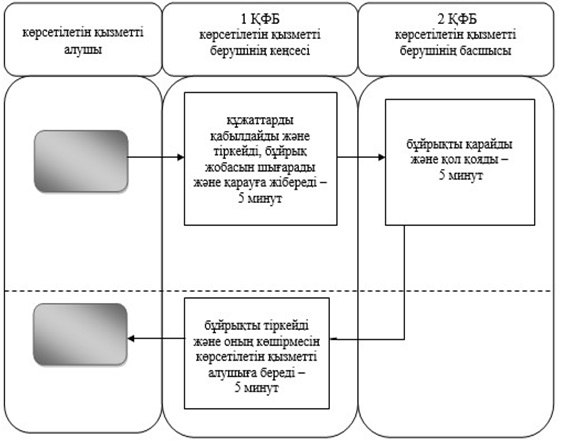 көрсетілетін қызметті
алушы
1 ҚФБ
көрсетілетін қызметті
берушінің кеңсесі
2 ҚФБ
көрсетілетін қызметті
берушінің басшысы
құжаттарды
қабылдайды және
тіркейді, бұйрық
жобасын шығарады
және қарауға жібереді –
5 минут
бұйрықты қарайды
және қол қояды –
5 минут
бұйрықты тіркейді
және оның көшірмесін
көрсетілетін қызметті
алушыға береді –
5 минут